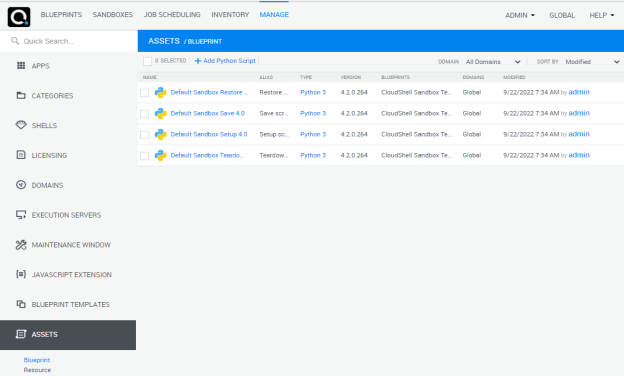 BLUEPRINTS SANDBOXES JOB SCHEDULING INVENTORY MANAGE ADMIN GLOBAL HELP
Quick Search...
ASSETS / BLUEPRINT
0 SELECTED + Add Python Script DOMAIN All Domains SORT BY Modified
NAME ALIAS TYPE VERSION BLUEPRINTS DOMAINS MODIFIED
Default Sandbox Restore ... Restore ... Python 3 4.2.0.264 CloudShell Sandbox Te... Global 9/22/2022 7:34 AM by admin
Default Sandbox Save 4.0 Save scr... Python 3 4.2.0.264 CloudShell Sandbox Te... Global 9/22/2022 7:34 AM by admin
Default Sandbox Setup 4.0 Setup sc... Python 3 4.2.0.264 CloudShell Sandbox Te... Global 9/22/2022 7:34 AM by admin
Default Sandbox Teardo... Teardow... Python 3 4.2.0.264 CloudShell Sandbox Te... Global 9/22/2022 7:34 AM by admin
APPS
CATEGORIES
SHELLS
LICENSING
DOMAINS
EXECUTION SERVERS
MAINTENANCE WINDOW
JAVASCRIPT EXTENSION
BLUEPRINT TEMPLATES
ASSETS
Blueprint
Resource